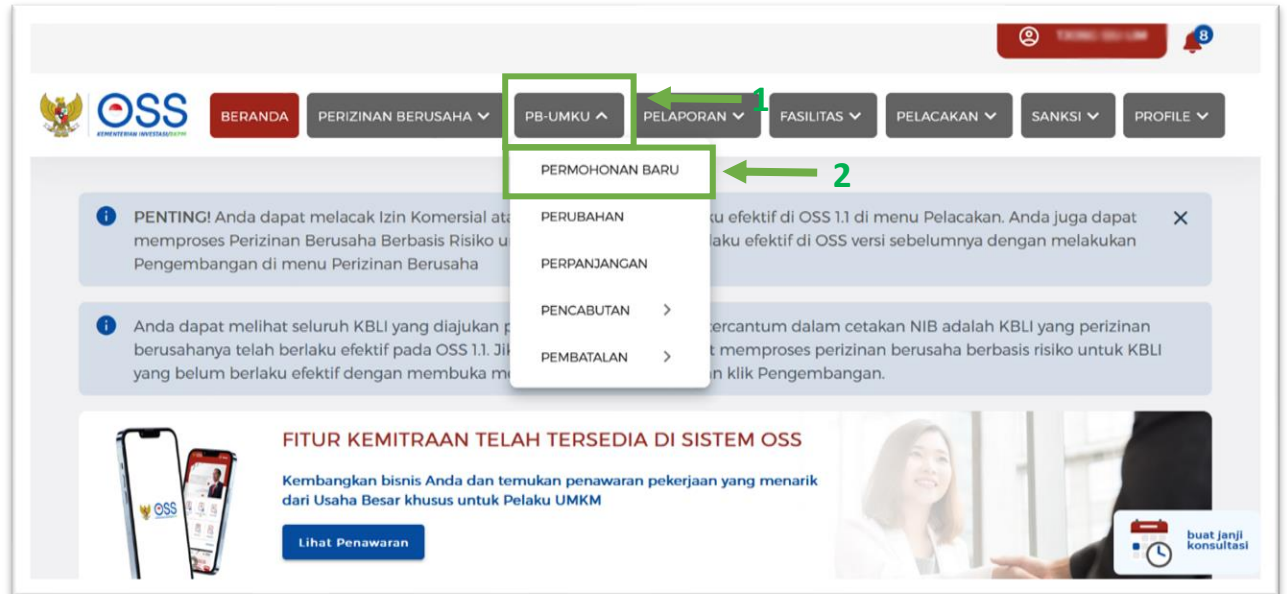 8
OSS
KEMENTERIAN INVESTASI/BKPM
BERANDA
PERIZINAN BERUSAHA
PB-UMKU
1
PELAPORAN
FASILITAS
PELACAKAN
SANKSI
PROFILE
PERMOHONAN BARU
2
PERUBAHAN
PERPANJANGAN
PENCABUTAN
PEMBATALAN
PENTING! Anda dapat melacak Izin Komersial ata ku efektif di OSS 1.1 di menu Pelacakan. Anda juga dapat
memproses Perizinan Berusaha Berbasis Risiko u laku efektif di OSS versi sebelumnya dengan melakukan
Pengembangan di menu Perizinan Berusaha
Anda dapat melihat seluruh KBLI yang diajukan p tercantum dalam cetakan NIB adalah KBLI yang perizinan
berusahanya telah berlaku efektif pada OSS 1.1. Jik t memproses perizinan berusaha berbasis risiko untuk KBLI
yang belum berlaku efektif dengan membuka me n klik Pengembangan.
FITUR KEMITRAAN TELAH TERSEDIA DI SISTEM OSS
Kembangkan bisnis Anda dan temukan penawaran pekerjaan yang menarik
dari Usaha Besar khusus untuk Pelaku UMKM
Lihat Penawaran
OSS
buat janji
konsultasi